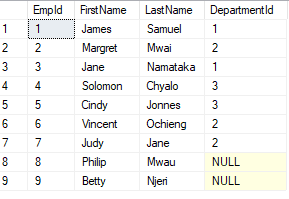 EmpId FirstName LastName DepartmentId
1 1 James Samuel 1
2 2 Margret Mwai 2
3 3 Jane Namataka 1
4 4 Solomon Chyalo 3
5 5 Cindy Jonnes 3
6 6 Vincent Ochieng 2
7 7 Judy Jane 2
8 8 Philip Mwau NULL
9 9 Betty Njeri NULL